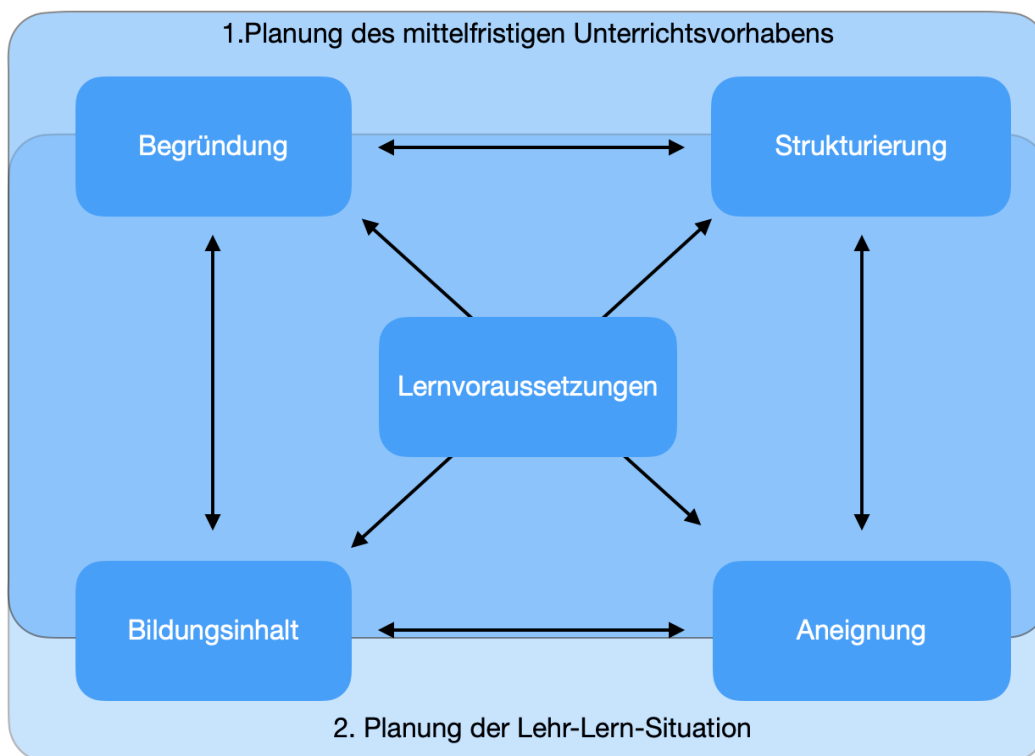 1.Planung des mittelfristigen Unterrichtsvorhabens
Begründung
Strukturierung
Lernvoraussetzungen
Bildungsinhalt
Aneignung
2. Planung der Lehr-Lern-Situation